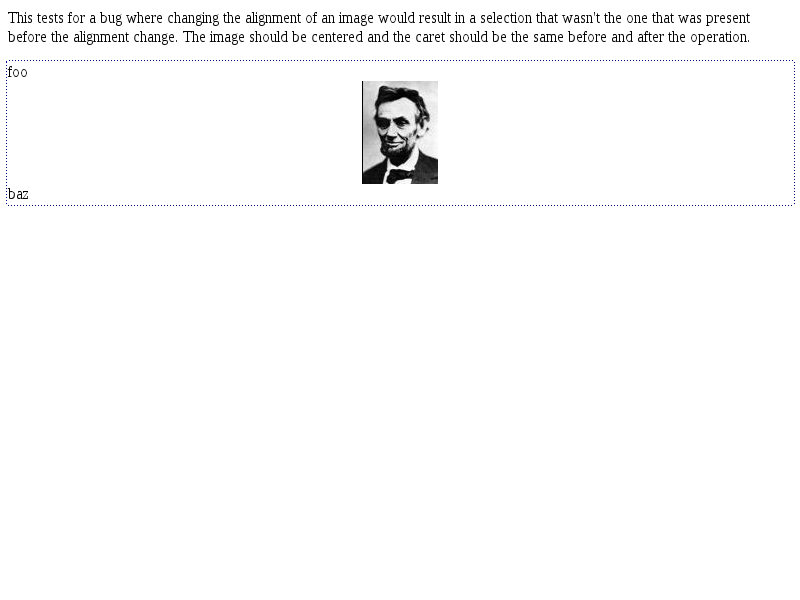 This tests for a bug where changing the alignment of an image would result in a selection that wasn't the one that was present
before the alignment change. The image should be centered and the caret should be the same before and after the operation.
foo
baz